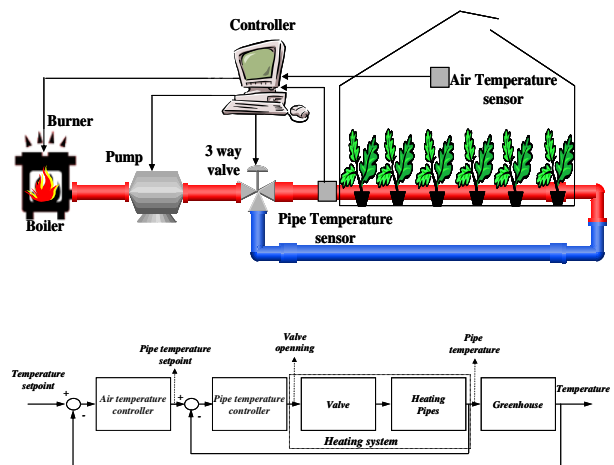 Controller
Air Temperature
sensor
Burner
Pump
3 way
valve
Boiler
Pipe Temperature
sensor
Valve
openning
Pipe
temperature
Pipe temperature
setpoint
Temperature
setpoint
+
-
Air temperature
controller
+
-
Pipe temperature
controller
Valve
Heating
Pipes
Greenhouse
Temperature
Heating system